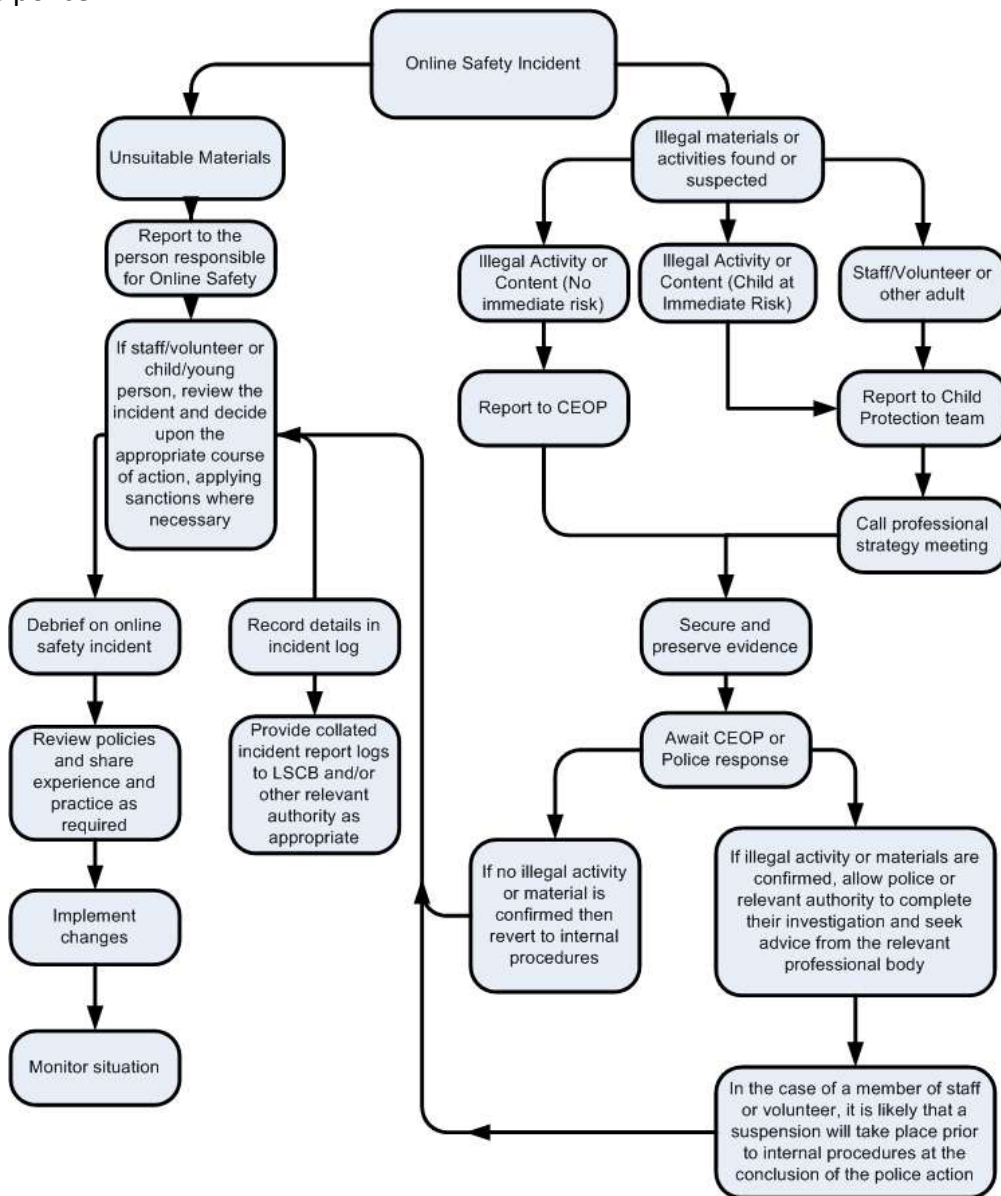 Online Safety Incident
Unsuitable Materials
Report to the
person responsible
for Online Safety
If staff/volunteer or
child/young
person, review the
incident and decide
upon the
appropriate course
of action, applying
sanctions where
necessary
Debrief on online
safety incident
Review policies
and share
experience and
practice as
required
Implement
changes
Monitor situation
Record details in
incident log
Provide collated
incident report logs
to LSCB and/or
other relevant
authority as
appropriate
Illegal materials or
activities found or
suspected
Illegal Activity or
Content (No
immediate risk)
Illegal Activity or
Content (Child at
Immediate Risk)
Staff/Volunteer or
other adult
Report to CEOP
Report to Child
Protection team
Call professional
strategy meeting
Secure and
preserve evidence
Await CEOP or
Police response
If no illegal activity
or material is
confirmed then
revert to internal
procedures
If illegal activity or materials are
confirmed, allow police or
relevant authority to complete
their investigation and seek
advice from the relevant
professional body
In the case of a member of staff
or volunteer, it is likely that a
suspension will take place prior
to internal procedures at the
conclusion of the police action